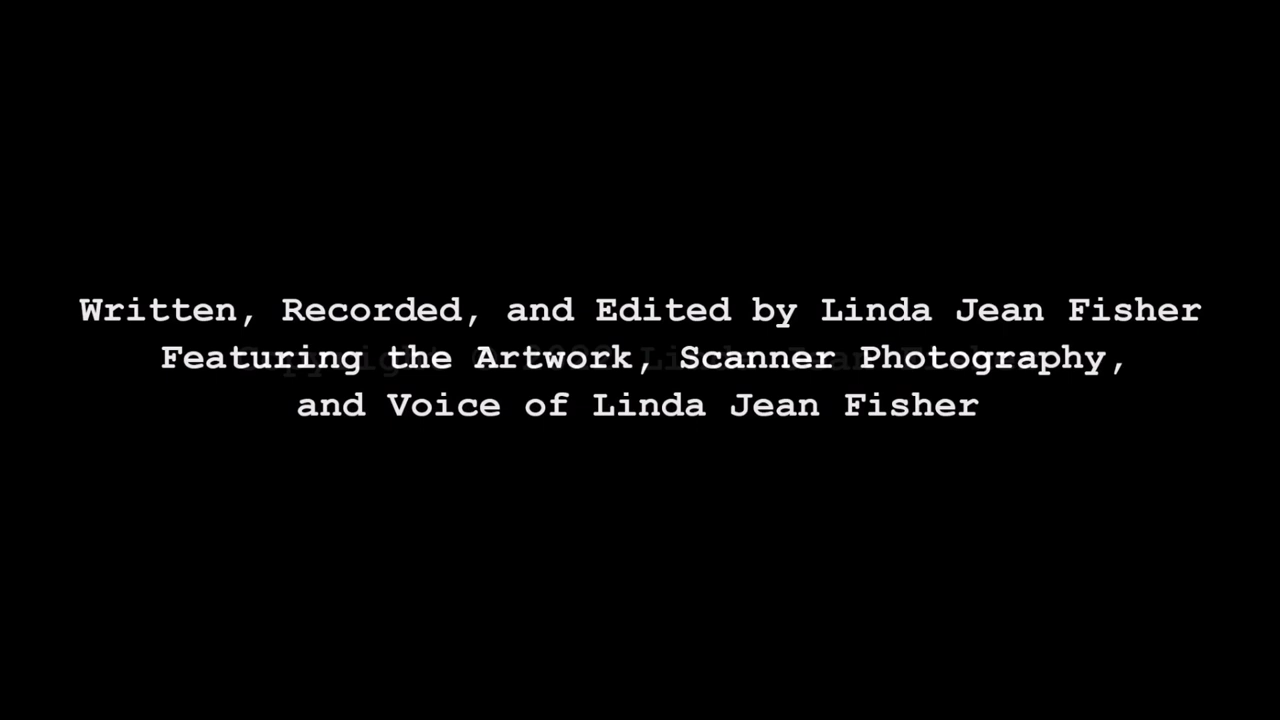 Written, Recorded, and Edited by Linda Jean Fisher
Featuring the Artwork, Scanner Photography,
and Voice of Linda Jean Fisher